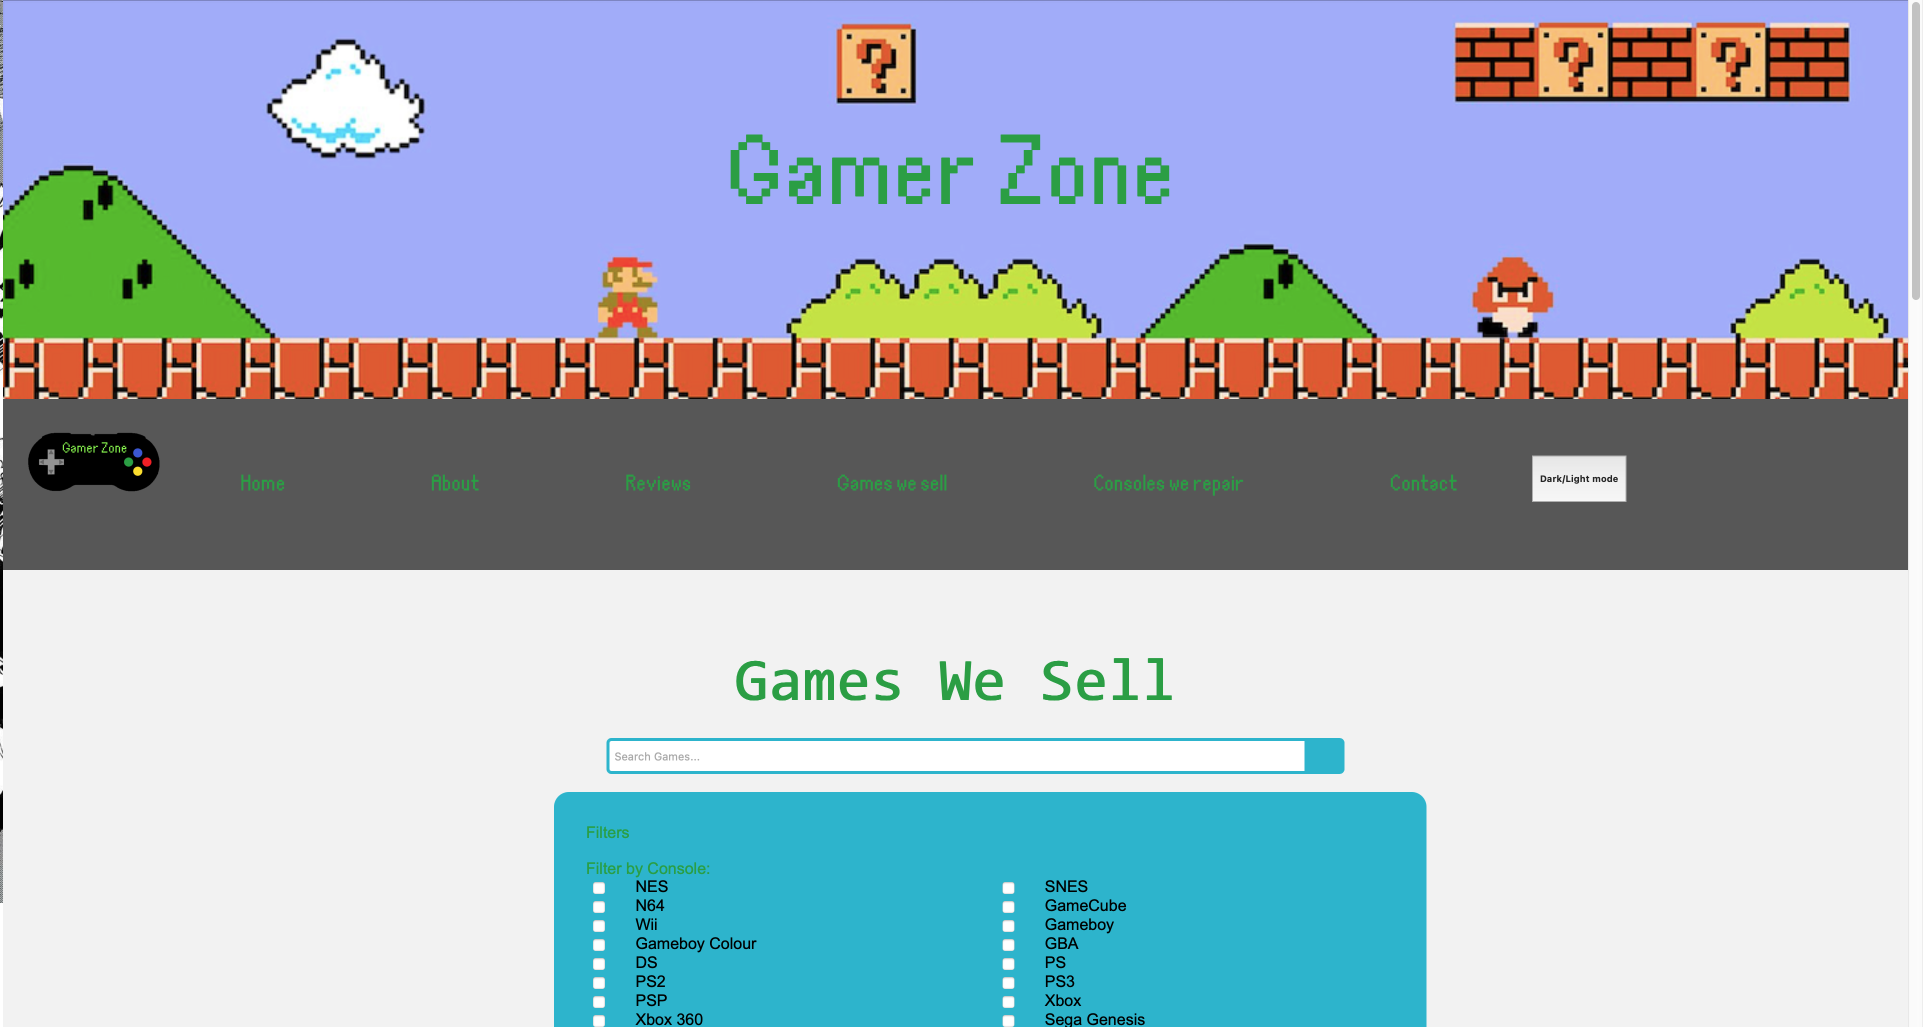 ? ? ?
Gamer Zone
Gamer Zone
Home About Reviews Games we sell Consoles we repair Contact Dark/Light mode
Games We Sell
Search Games...
Filters
Filter by Console:
NES SNES
N64 GameCube
Wii Gameboy
Gameboy Colour GBA
DS PS
PS2 PS3
PSP Xbox
Xbox 360 Sega Genesis